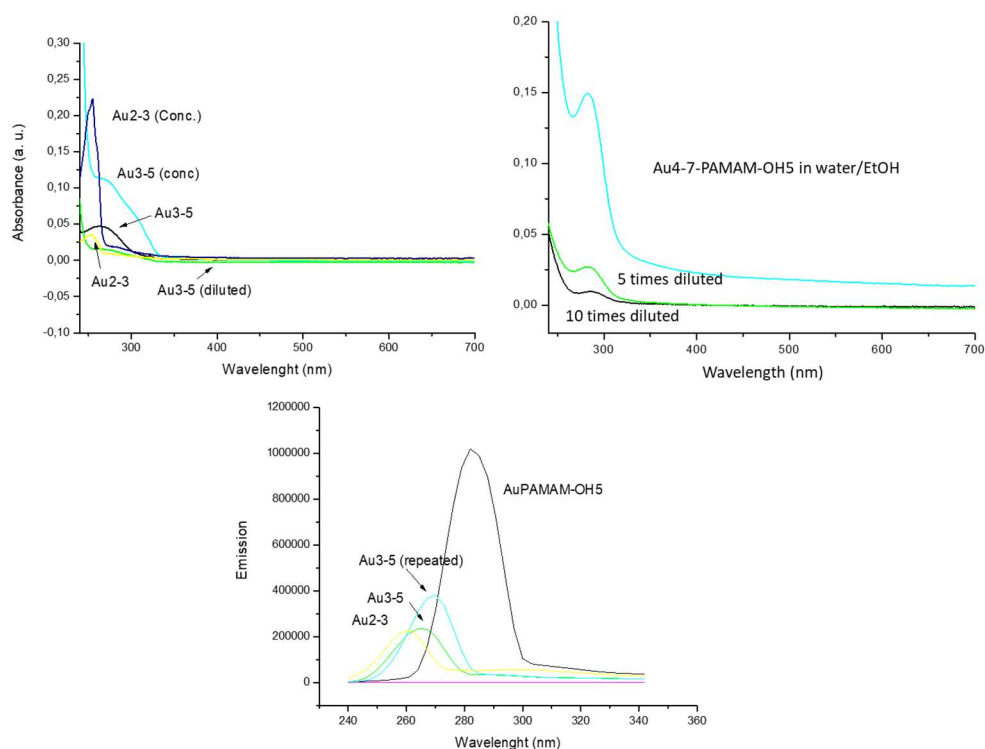 0,30
0,25
0,20
0,15
0,10
0,05
0,00
-0,05
-0,10
Absorbance (a. u.)
Au2-3 (Conc.)
Au3-5 (conc)
Au3-5
Au2-3
Au3-5 (diluted)
300
400
500
600
700
Wavelenght (nm)
0,20
0,15
0,10
0,05
0,00
Au4-7-PAMAM-OH5 in water/EtOH
5 times diluted
10 times diluted
300
400
500
600
700
Wavelength (nm)
1200000
1000000
800000
600000
400000
200000
0
Emission
AuPAMAM-OH5
Au3-5 (repeated)
Au3-5
Au2-3
240
260
280
300
320
340
360
Wavelenght (nm)